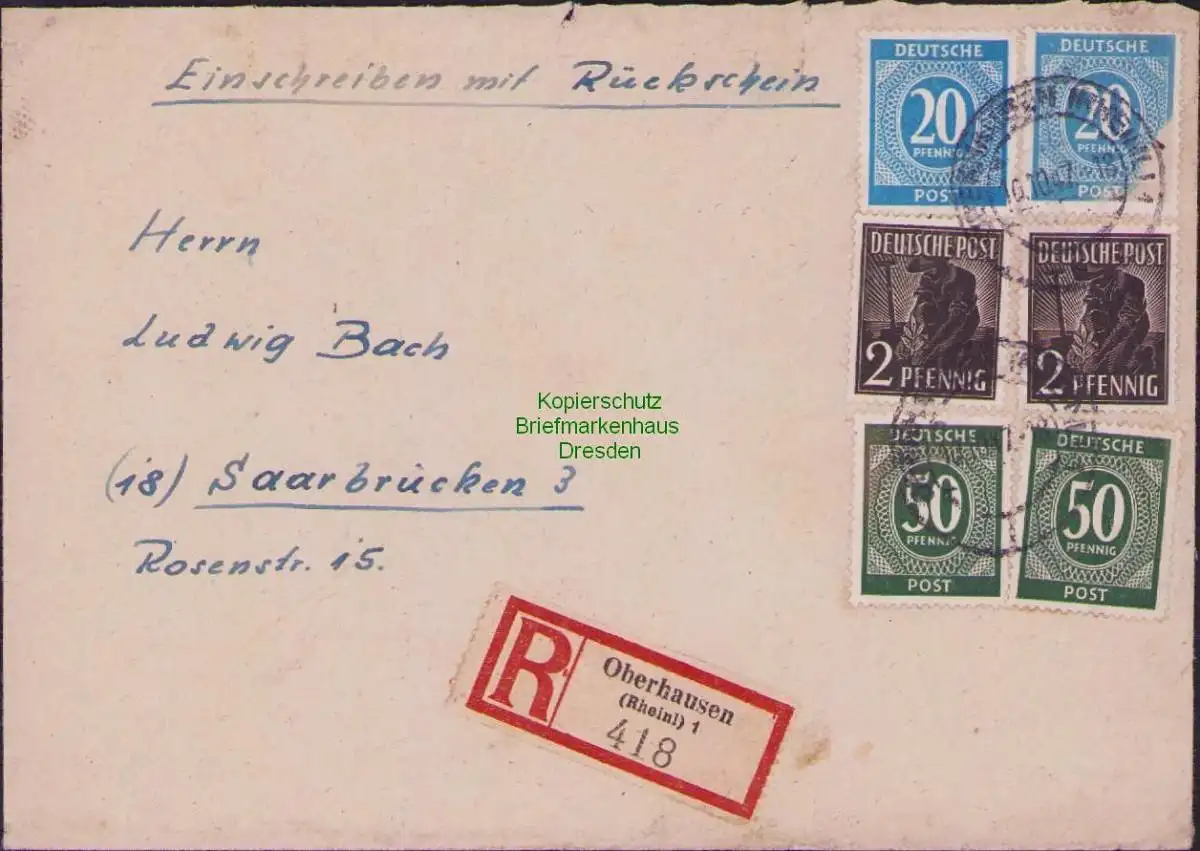 Einschreiben mit Rückschein
DEUTSCHE
20
PFENNIG
POST
DEUTSCHE
20
PFENNIG
POST
Herrn
Ludwig Bach
DEUTSCHE POST
2 PFENNIG
DEUTSCHE POST
2 PFENNIG
Kopierschutz
Briefmarkenhaus
Dresden
(18) Saarbrücken 3
Rosenstr. 15.
DEUTSCHE
50
PFENNIG
POST
DEUTSCHE
50
PFENNIG
POST
R
Oberhausen
(Rheinl) 1
418